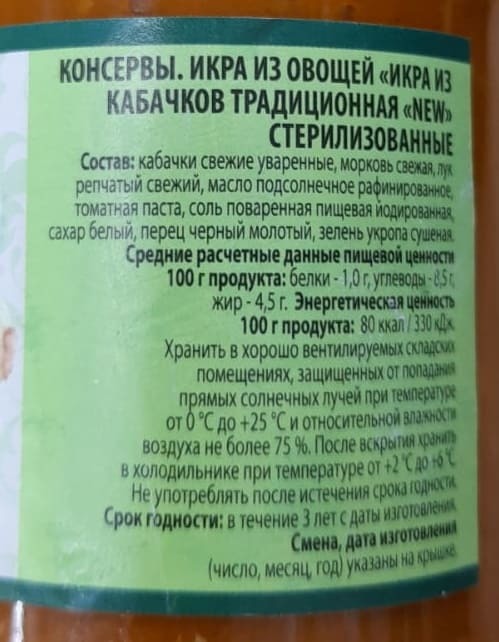 КОНСЕРВЫ. ИКРА ИЗ ОВОЩЕЙ «ИКРА ИЗ
КАБАЧКОВ ТРАДИЦИОННАЯ «NEW»
СТЕРИЛИЗОВАННЫЕ
Состав: кабачки свежие уваренные, морковь свежая, лук
репчатый свежий, масло подсолнечное рафинированное,
томатная паста, соль поваренная пищевая йодированная,
сахар белый, перец черный молотый, зелень укропа сушеная.
Средние расчетные данные пищевой ценности
100 г продукта: белки - 1,0 г, углеводы - 8,5 г,
жир - 4,5 г. Энергетическая ценность
100 г продукта: 80 ккал / 330 кДж.
Хранить в хорошо вентилируемых складских
помещениях, защищенных от попадания
прямых солнечных лучей при температуре
от 0 °С до +25 °С и относительной влажности
воздуха не более 75 %. После вскрытия хранить
в холодильнике при температуре от +2 °С до +6 °С.
Не употреблять после истечения срока годности.
Срок годности: в течение 3 лет с даты изготовления.
Смена, дата изготовления
(число, месяц, год) указаны на крышке.